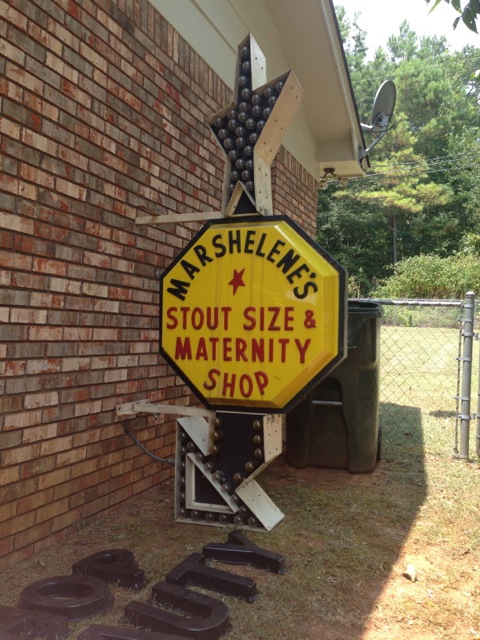 MARSHELENE'S
STOUT SIZE &
MATERNITY
SHOP